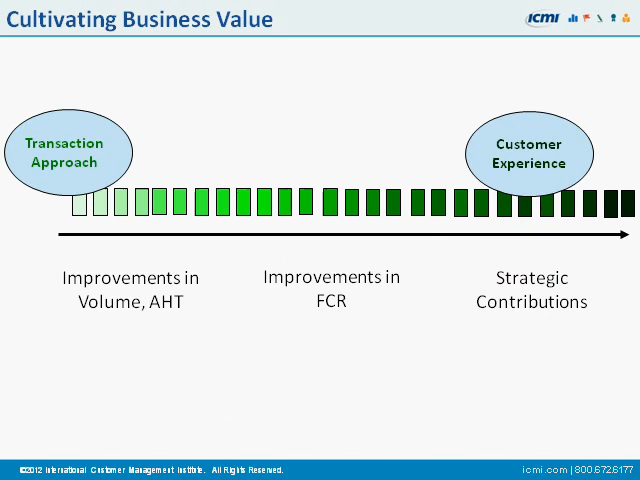 Cultivating Business Value
ICMI
Transaction
Approach
Customer
Experience
Improvements in
Volume, AHT
Improvements in
FCR
Strategic
Contributions
©2012 International Customer Management Institute. All Rights Reserved.
icmi.com | 800.672.6177